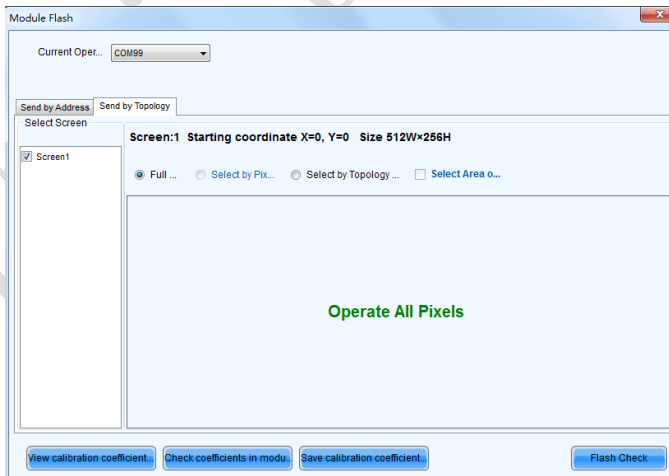 Module Flash
Current Oper... COM99
Send by Address Send by Topology
Select Screen
Screen:1 Starting coordinate X=0, Y=0 Size 512W×256H
Screen1
Full ... Select by Pix... Select by Topology ... Select Area o...
Operate All Pixels
View calibration coefficient... Check coefficients in modu... Save calibration coefficient... Flash Check